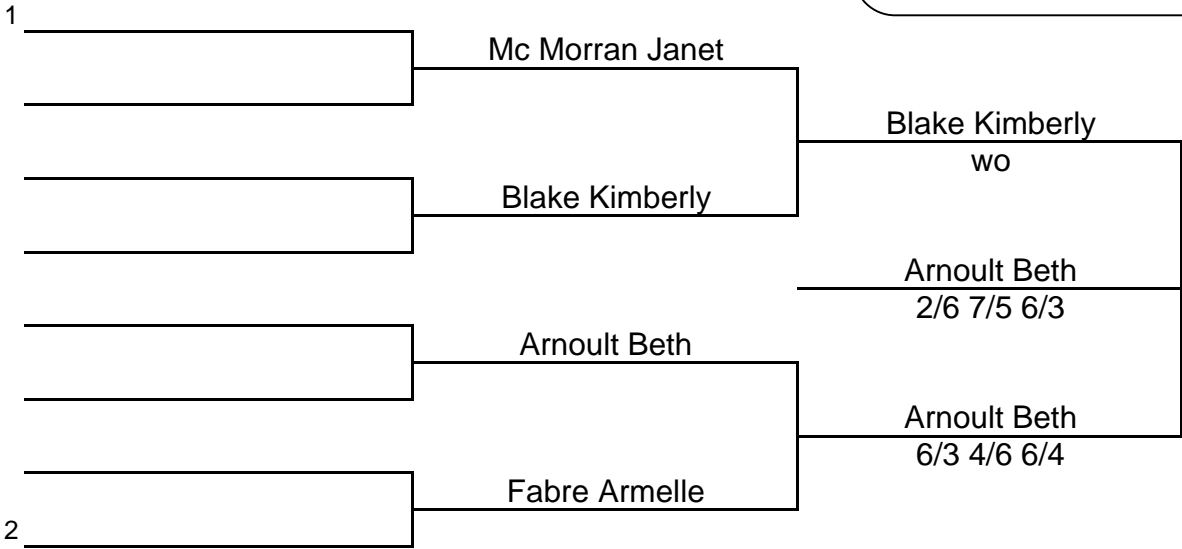 1
Mc Morran Janet
Blake Kimberly
wo
Blake Kimberly
Arnoult Beth
2/6 7/5 6/3
Arnoult Beth
Arnoult Beth
6/3 4/6 6/4
Fabre Armelle
2